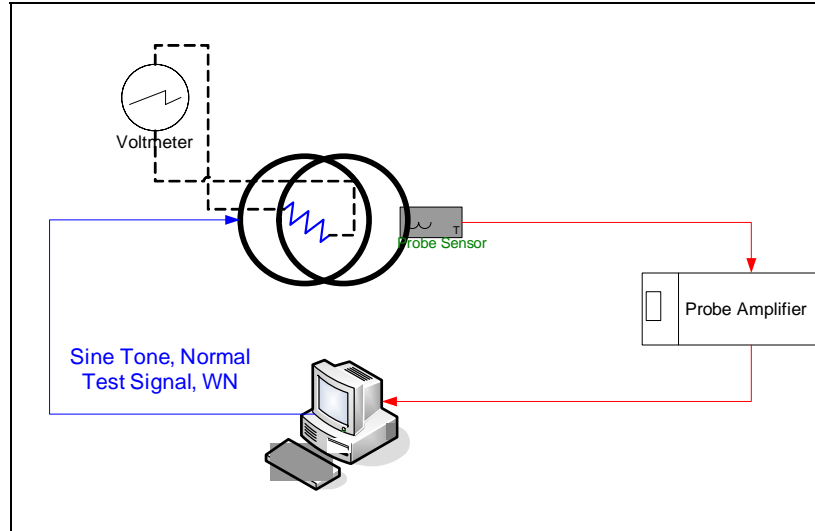 Voltmeter
T
Probe Sensor
Probe Amplifier
Sine Tone, Normal
Test Signal, WN